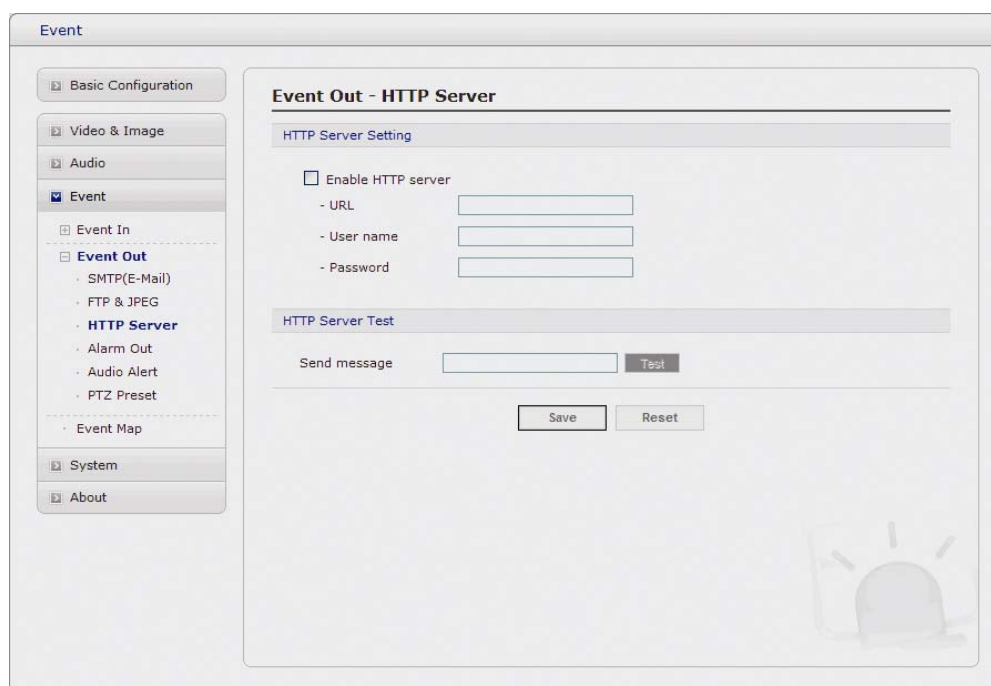 Event
Basic Configuration
Video & Image
Audio
Event
Event In
Event Out
SMTP(E-Mail)
FTP & JPEG
HTTP Server
Alarm Out
Audio Alert
PTZ Preset
Event Map
System
About
Event Out - HTTP Server
HTTP Server Setting
Enable HTTP server
- URL
- User name
- Password
HTTP Server Test
Send message Test
Save Reset